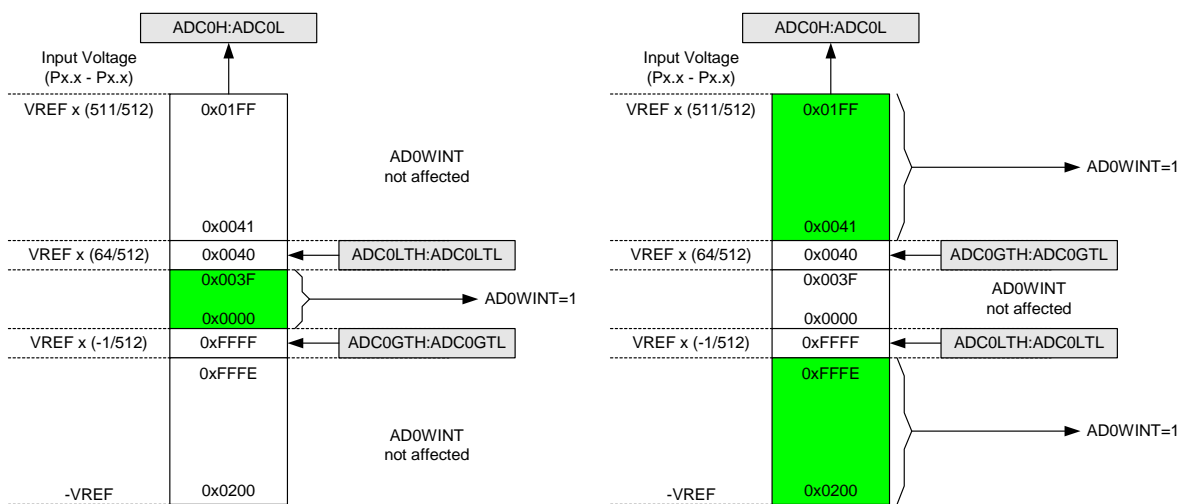 ADC0H:ADC0L
Input Voltage
(Px.x - Px.x)
VREF x (511/512)
0x01FF
AD0WINT
not affected
0x0041
VREF x (64/512)
0x0040
ADC0LTH:ADC0LTL
0x003F
AD0WINT=1
0x0000
VREF x (-1/512)
0xFFFF
ADC0GTH:ADC0GTL
0xFFFE
AD0WINT
not affected
-VREF
0x0200
ADC0H:ADC0L
Input Voltage
(Px.x - Px.x)
VREF x (511/512)
0x01FF
AD0WINT=1
0x0041
VREF x (64/512)
0x0040
ADC0GTH:ADC0GTL
0x003F
AD0WINT
not affected
0x0000
VREF x (-1/512)
0xFFFF
ADC0LTH:ADC0LTL
0xFFFE
AD0WINT=1
-VREF
0x0200